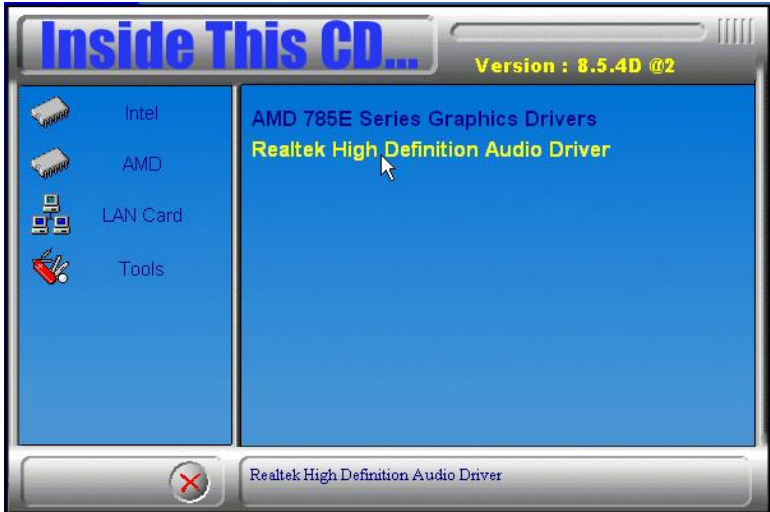 Inside This CD...
Version : 8.5.4D @2
Intel
AMD
LAN Card
Tools
AMD 785E Series Graphics Drivers
Realtek High Definition Audio Driver
Realtek High Definition Audio Driver